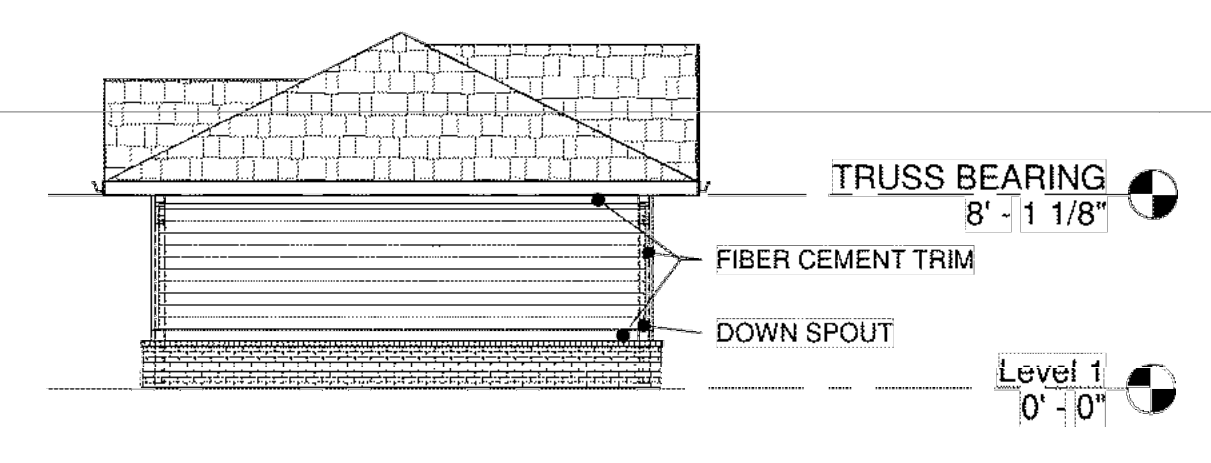 TRUSS BEARING
8' - 1 1/8"
FIBER CEMENT TRIM
DOWN SPOUT
Level 1
0' - 0"